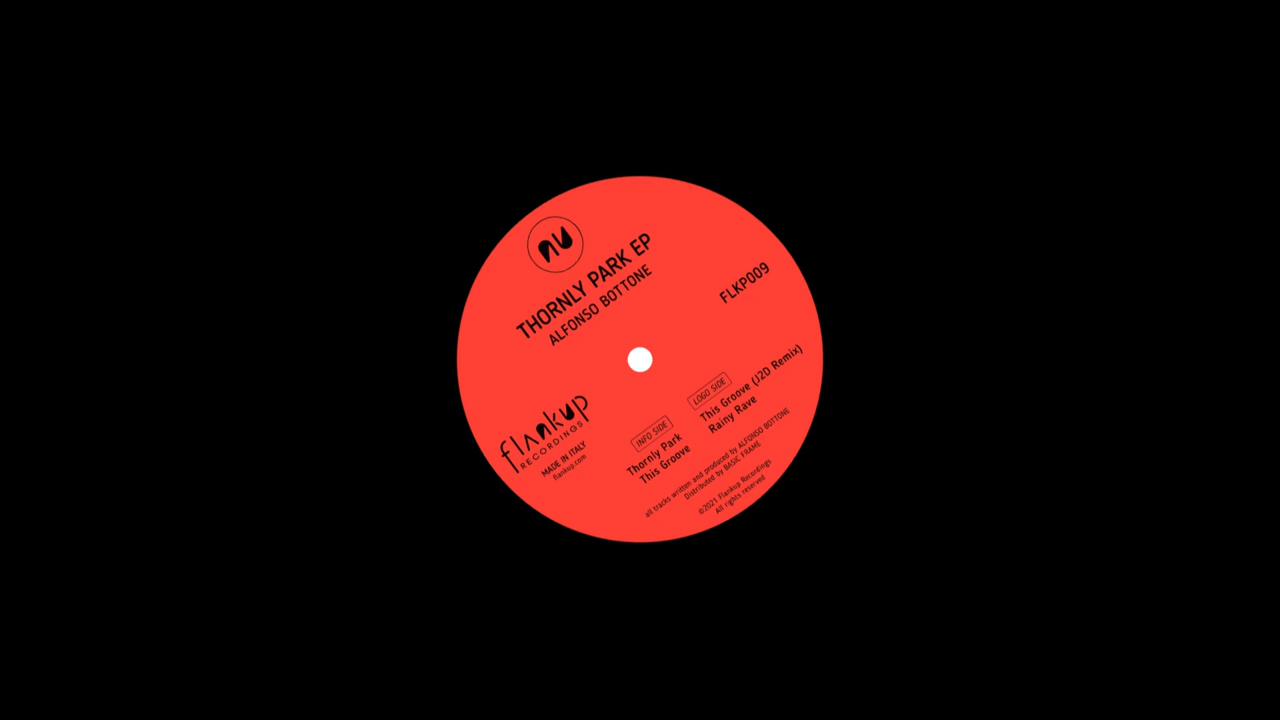 nu
THORNLY PARK EP
ALFONSO BOTTONE
FLKP009
flankup
RECORDINGS
MADE IN ITALY
flankup.com
INFO SIDE
Thornly Park
This Groove
LOGO SIDE
This Groove (J2D Remix)
Rainy Rave
all tracks written and produced by ALFONSO BOTTONE
Distributed by BASIC FRAME
©2021 Flankup Recordings
All rights reserved